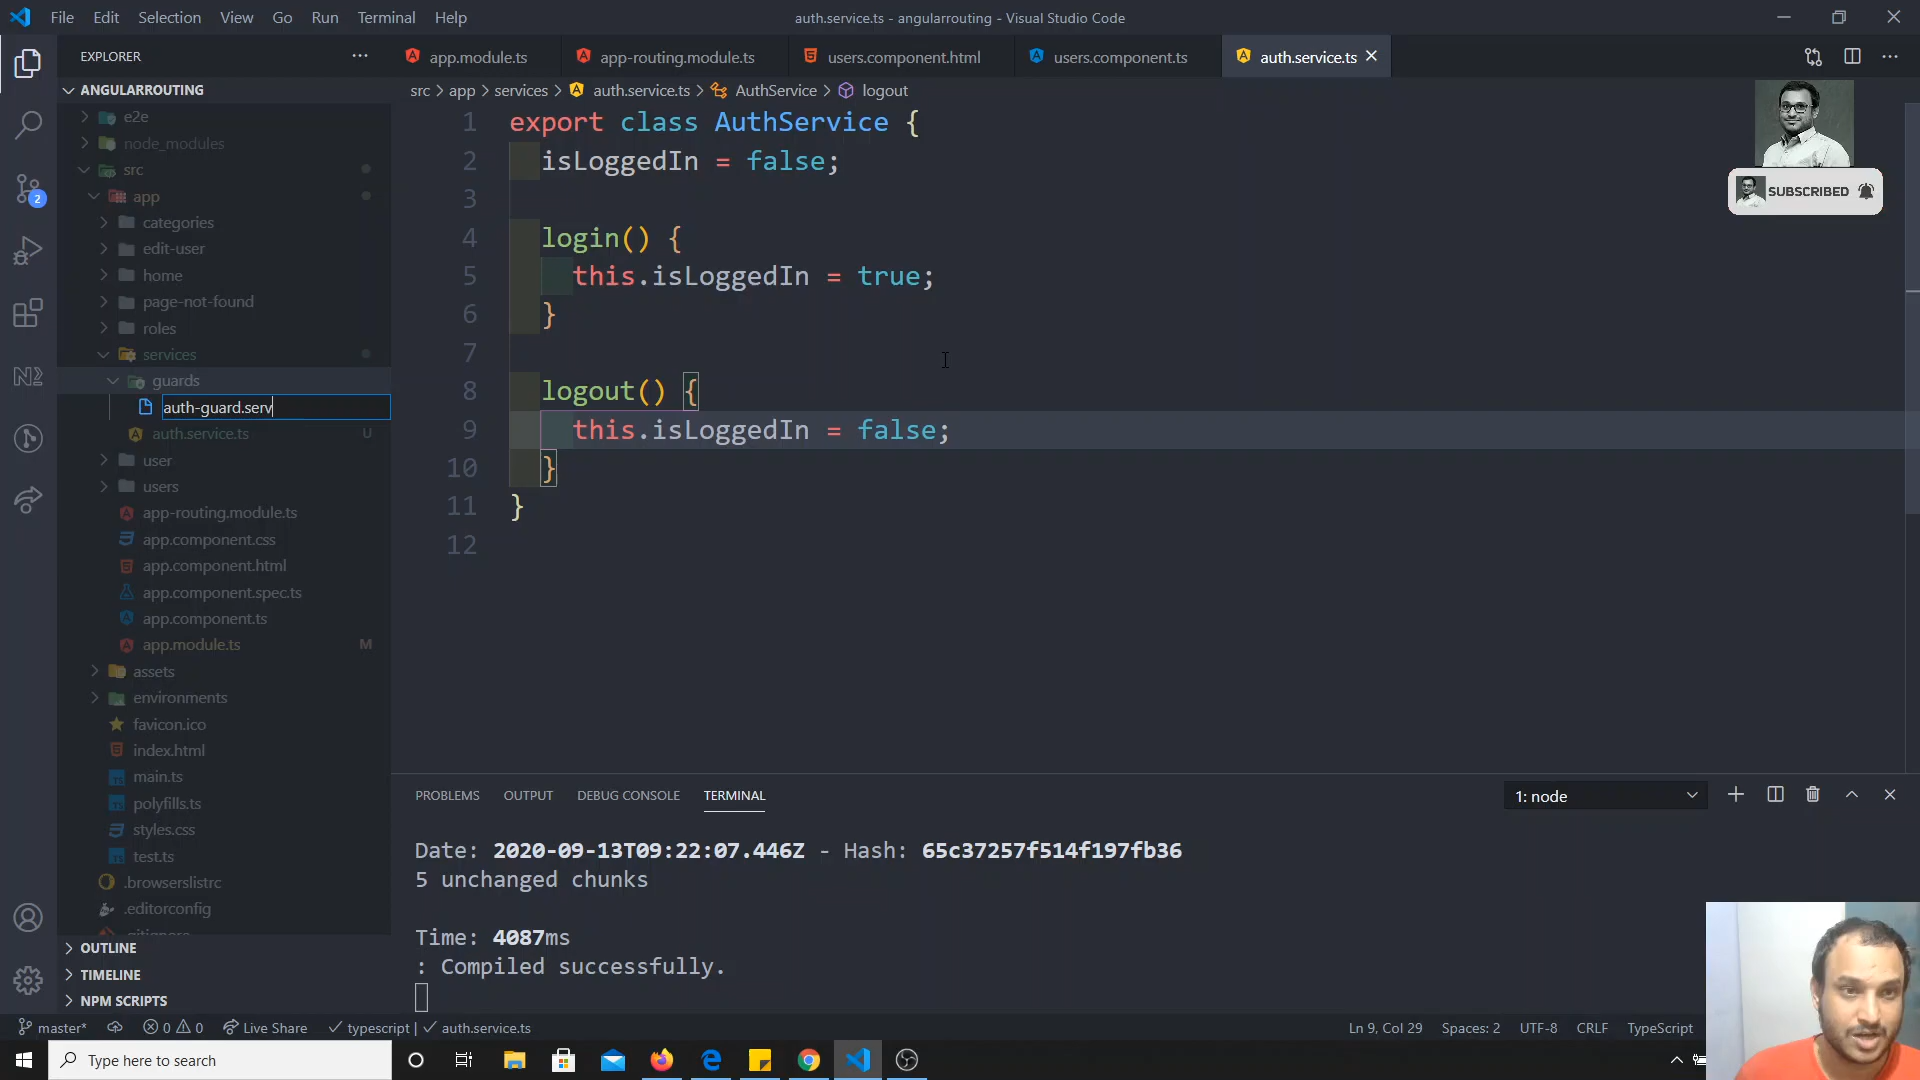 File Edit Selection View Go Run Terminal Help
auth.service.ts - angularrouting - Visual Studio Code
EXPLORER
app.module.ts
app-routing.module.ts
users.component.html
users.component.ts
auth.service.ts
ANGULARROUTING
src > app > services > auth.service.ts > AuthService > logout
e2e
node_modules
src
app
categories
edit-user
home
page-not-found
roles
services
guards
auth-guard.serv
auth.service.ts U
user
users
app-routing.module.ts
app.component.css
app.component.html
app.component.spec.ts
app.component.ts
app.module.ts M
assets
environments
favicon.ico
index.html
main.ts
polyfills.ts
styles.css
test.ts
.browserslistrc
.editorconfig
.gitignore
OUTLINE
TIMELINE
NPM SCRIPTS
2
1 export class AuthService {
2 isLoggedIn = false;
3
4 login() {
5 this.isLoggedIn = true;
6 }
7
8 logout() {
9 this.isLoggedIn = false;
10 }
11 }
12
SUBSCRIBED
PROBLEMS OUTPUT DEBUG CONSOLE TERMINAL
1: node
Date: 2020-09-13T09:22:07.446Z - Hash: 65c37257f514f197fb36
5 unchanged chunks
Time: 4087ms
: Compiled successfully.
master* 0 0 Live Share typescript | auth.service.ts
Ln 9, Col 29 Spaces: 2 UTF-8 CRLF TypeScript
Type here to search